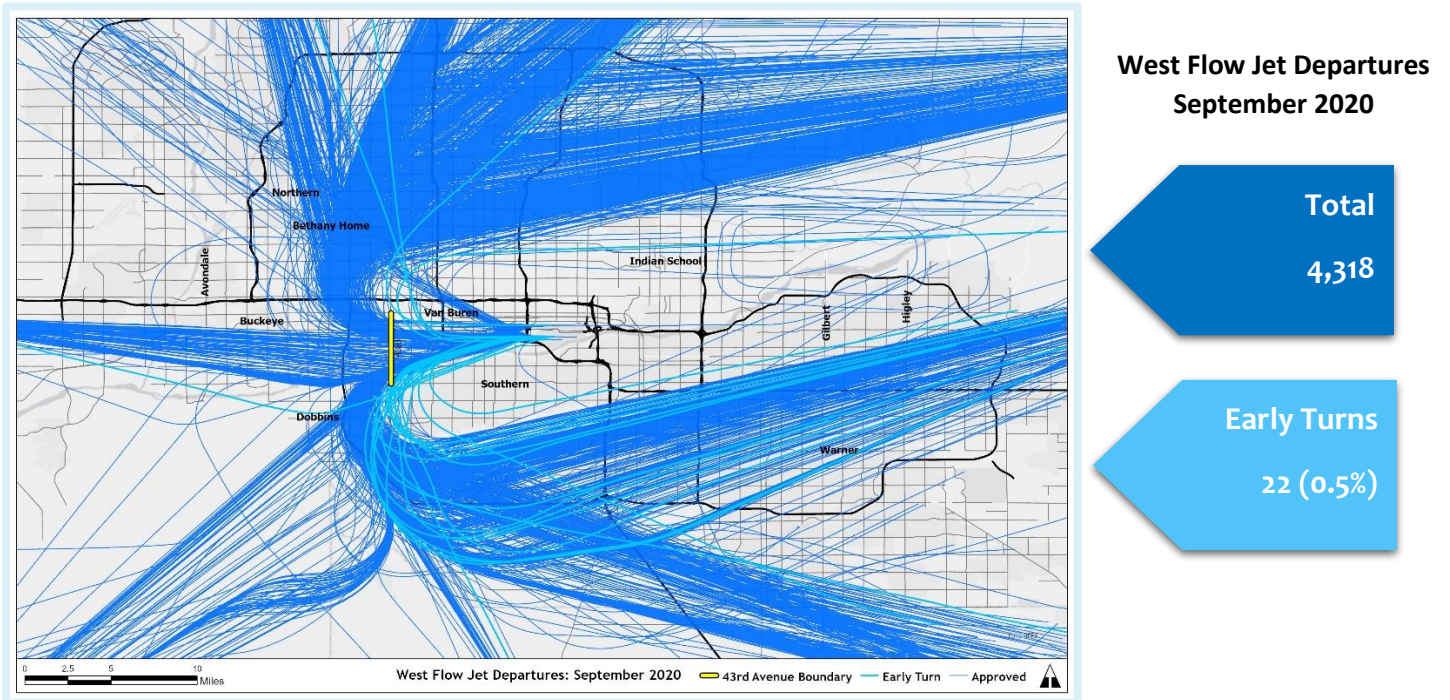 West Flow Jet Departures
September 2020
Total
4,318
Early Turns
22 (0.5%)
Northern
Bethany Home
Avondale
Indian School
Buckeye
Van Buren
Gilbert
Higley
Southern
Dobbins
Warner
0 2.5 5 10
Miles
West Flow Jet Departures: September 2020 43rd Avenue Boundary Early Turn Approved